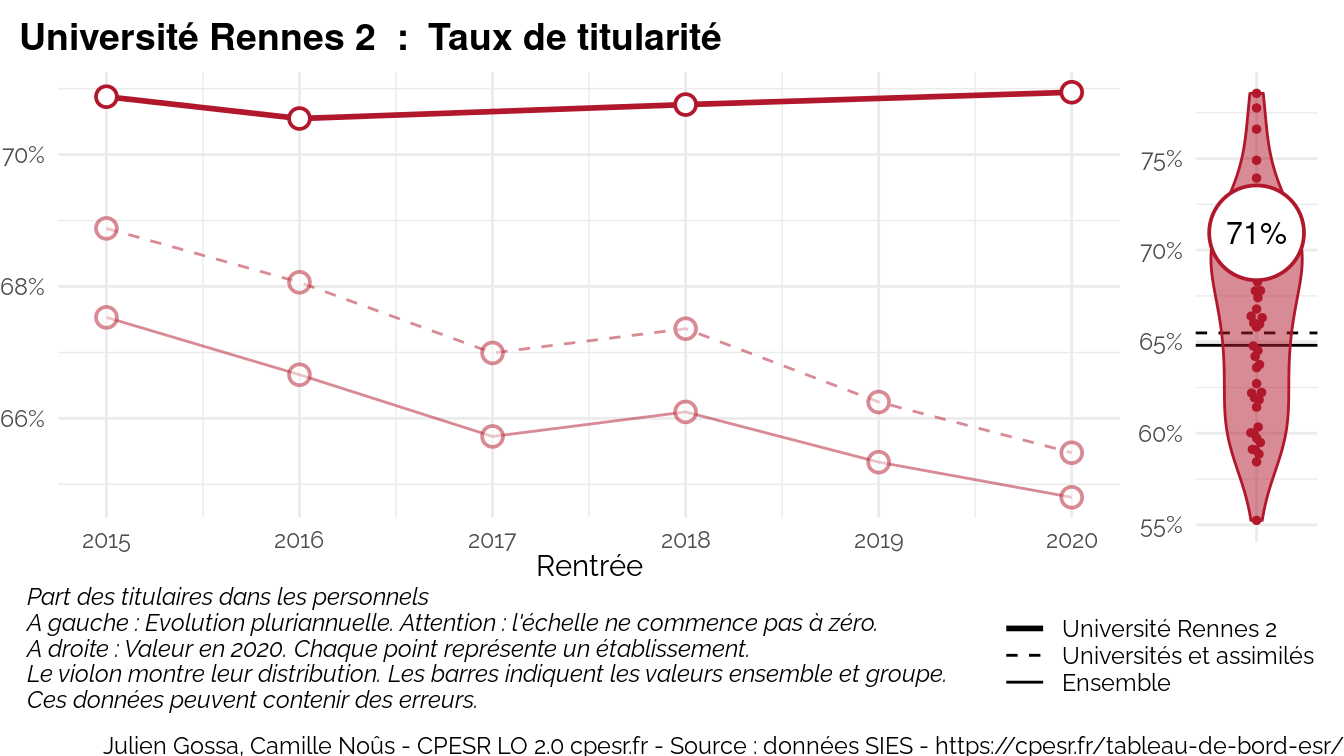 Université Rennes 2  :  Taux de titularité
70%
68%
66%
2015 2016 2017 2018 2019 2020
Rentrée
75%
70%
65%
60%
55%
71%
Part des titulaires dans les personnels
A gauche : Evolution pluriannuelle. Attention : l'échelle ne commence pas à zéro.
A droite : Valeur en 2020. Chaque point représente un établissement.
Le violon montre leur distribution. Les barres indiquent les valeurs ensemble et groupe.
Ces données peuvent contenir des erreurs.
Université Rennes 2
Universités et assimilés
Ensemble
Julien Gossa, Camille Noûs - CPESR LO 2.0 cpesr.fr - Source : données SIES - https://cpesr.fr/tableau-de-bord-esr/